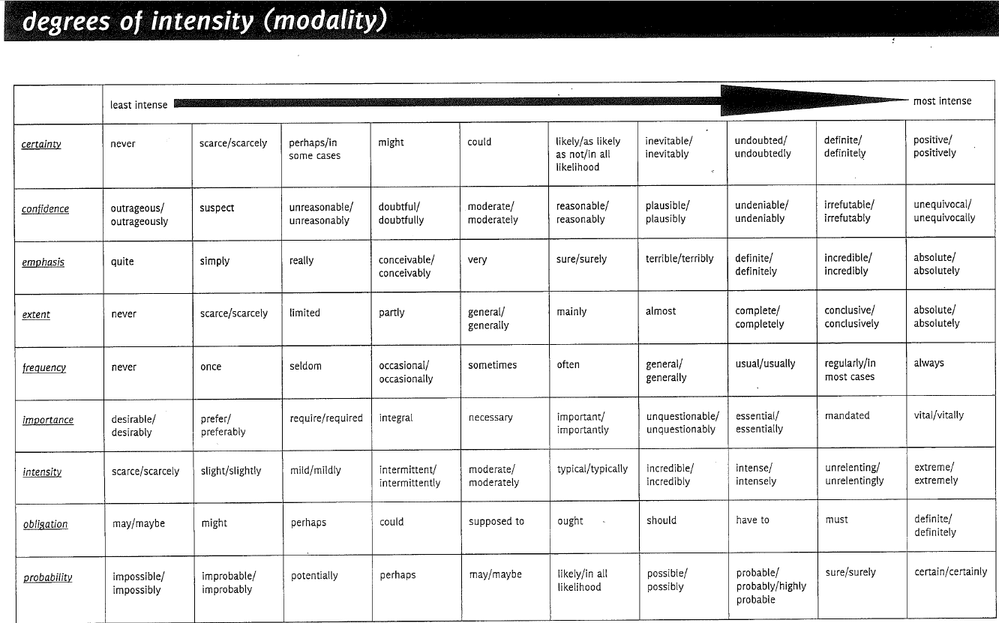 degrees of intensity (modality)
least intense most intense
certainty never scarce/scarcely perhaps/in might could likely/as likely inevitable/ undoubted/ definite/ positive/
some cases as not/in all inevitably undoubtedly definitely positively
likelihood
confidence outrageous/ suspect unreasonable/ doubtful/ moderate/ reasonable/ plausible/ undeniable/ irrefutable/ unequivocal/
outrageously unreasonably doubtfully moderately reasonably plausibly undeniably irrefutably unequivocally
emphasis quite simply really conceivable/ very sure/surely terrible/terribly definite/ incredible/ absolute/
conceivably definitely incredibly absolutely
extent never scarce/scarcely limited partly general/ mainly almost complete/ conclusive/ absolute/
generally completely conclusively absolutely
frequency never once seldom occasional/ sometimes often general/ usual/usually regularly/in always
occasionally generally most cases
importance desirable/ prefer/ require/required integral necessary important/ unquestionable/ essential/ mandated vital/vitally
desirably preferably importantly unquestionably essentially
intensity scarce/scarcely slight/slightly mild/mildly intermittent/ moderate/ typical/typically incredible/ intense/ unrelenting/ extreme/
intermittently moderately incredibly intensely unrelentingly extremely
obligation may/maybe might perhaps could supposed to ought should have to must definite/
definitely
probability impossible/ improbable/ potentially perhaps may/maybe likely/in all possible/ probable/ sure/surely certain/certainly
impossibly improbably likelihood possibly probably/highly
probable